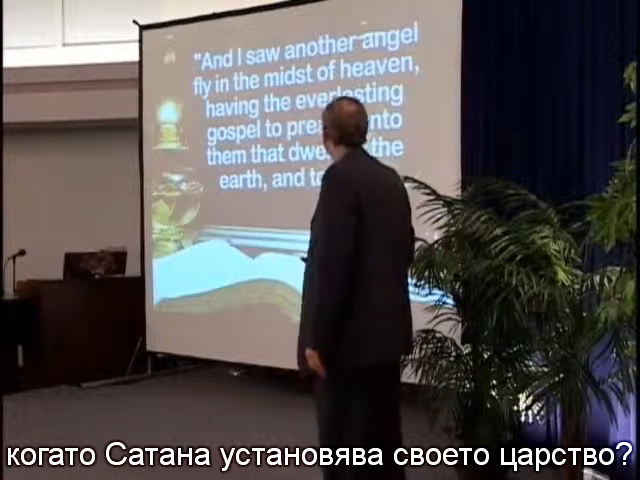 "And I saw another angel
fly in the midst of heaven,
having the everlasting
gospel to nto
them that the
earth, and
когато Сатана установява своето царство?